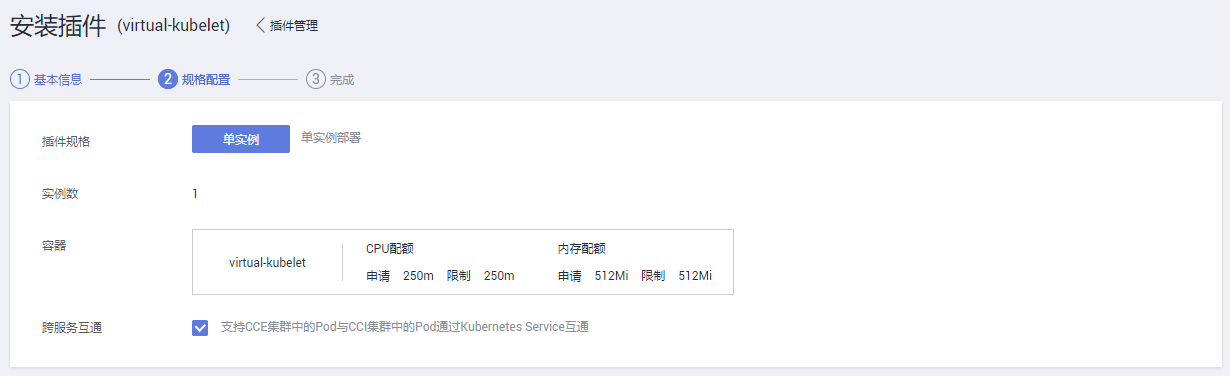 安装插件 (virtual-kubelet) 插件管理
1 基本信息 2 规格配置 3 完成
插件规格 单实例 单实例部署
实例数 1
容器 virtual-kubelet CPU配额 内存配额
申请 250m 限制 250m 申请 512Mi 限制 512Mi
跨服务互通 支持CCE集群中的Pod与CCI集群中的Pod通过Kubernetes Service互通